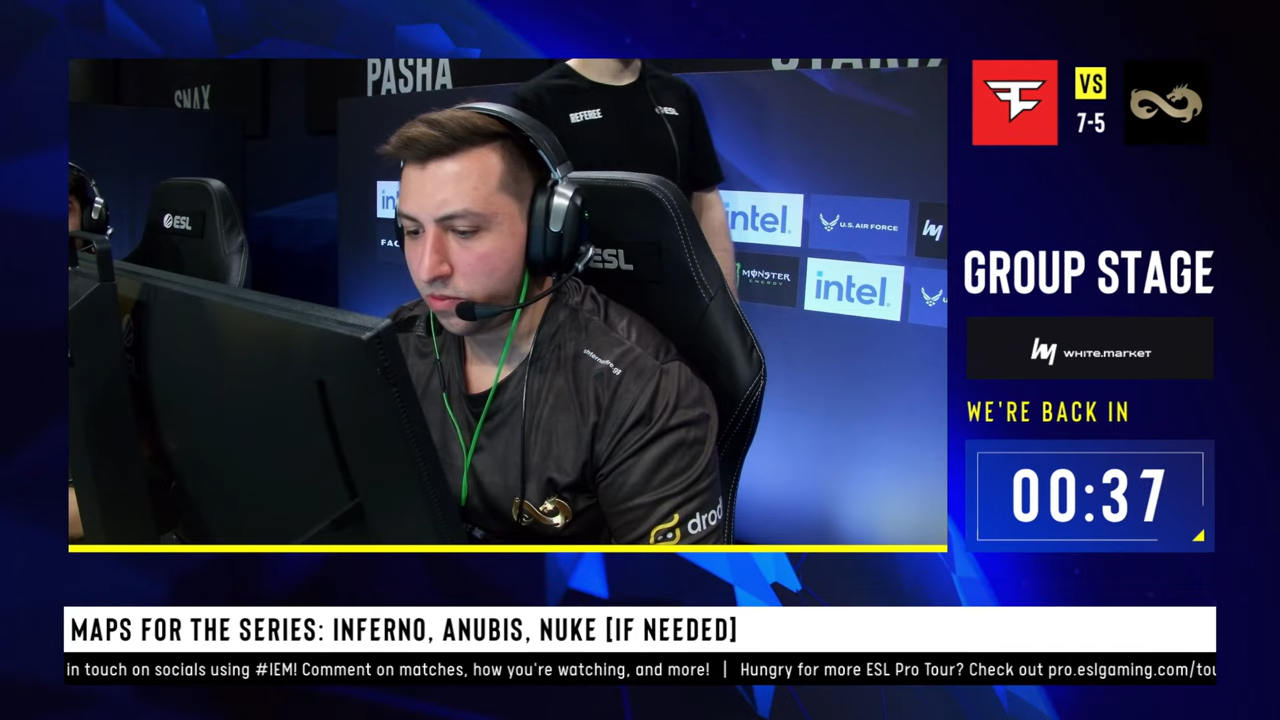 PASHA
SNAX
REFEREE
ESL
ESL
ESL
intel.
U.S. AIR FORCE
MONSTER
ENERGY
intel.
drod
VS
7-5
GROUP STAGE
WHITE.MARKET
WE'RE BACK IN
00:37
MAPS FOR THE SERIES: INFERNO, ANUBIS, NUKE [IF NEEDED]
in touch on socials using #IEM! Comment on matches, how you're watching, and more! | Hungry for more ESL Pro Tour? Check out pro.eslgaming.com/tou